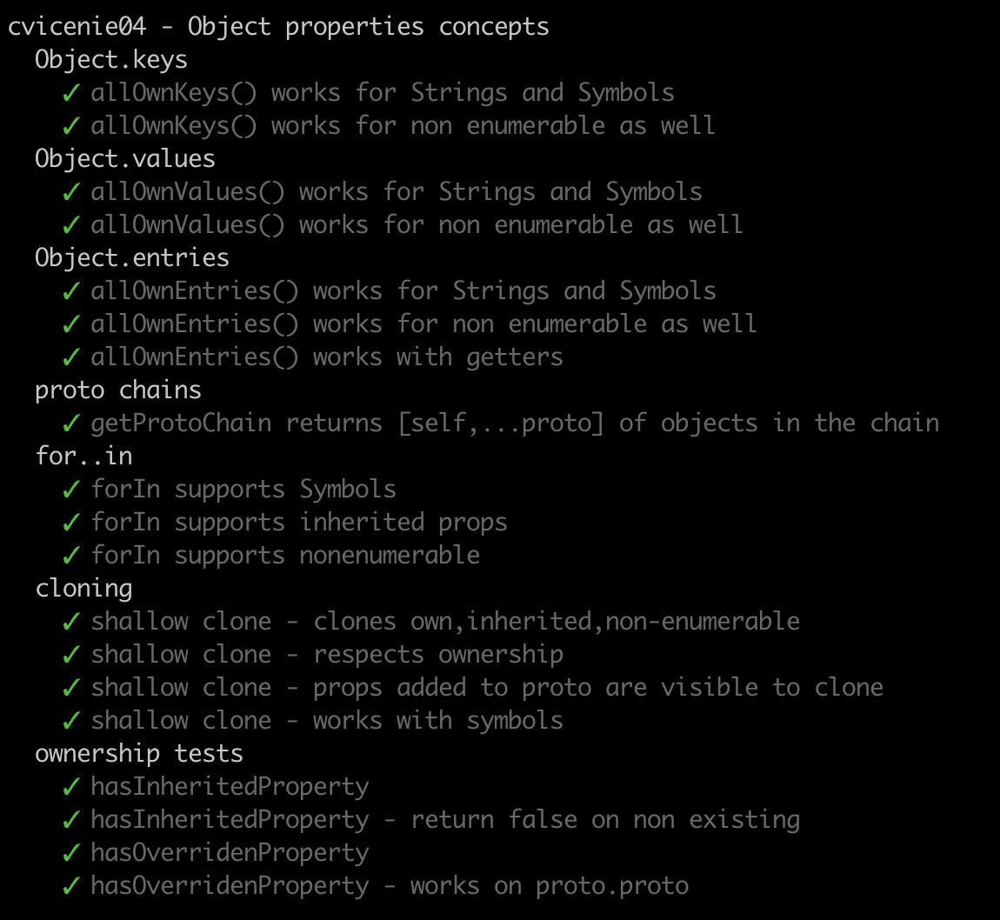 cvicenie04 - Object properties concepts
Object.keys
✓ allOwnKeys() works for Strings and Symbols
✓ allOwnKeys() works for non enumerable as well
Object.values
✓ allOwnValues() works for Strings and Symbols
✓ allOwnValues() works for non enumerable as well
Object.entries
✓ allOwnEntries() works for Strings and Symbols
✓ allOwnEntries() works for non enumerable as well
✓ allOwnEntries() works with getters
proto chains
✓ getProtoChain returns [self,...proto] of objects in the chain
for..in
✓ forIn supports Symbols
✓ forIn supports inherited props
✓ forIn supports nonenumerable
cloning
✓ shallow clone - clones own,inherited,non-enumerable
✓ shallow clone - respects ownership
✓ shallow clone - props added to proto are visible to clone
✓ shallow clone - works with symbols
ownership tests
✓ hasInheritedProperty
✓ hasInheritedProperty - return false on non existing
✓ hasOverridenProperty
✓ hasOverridenProperty - works on proto.proto